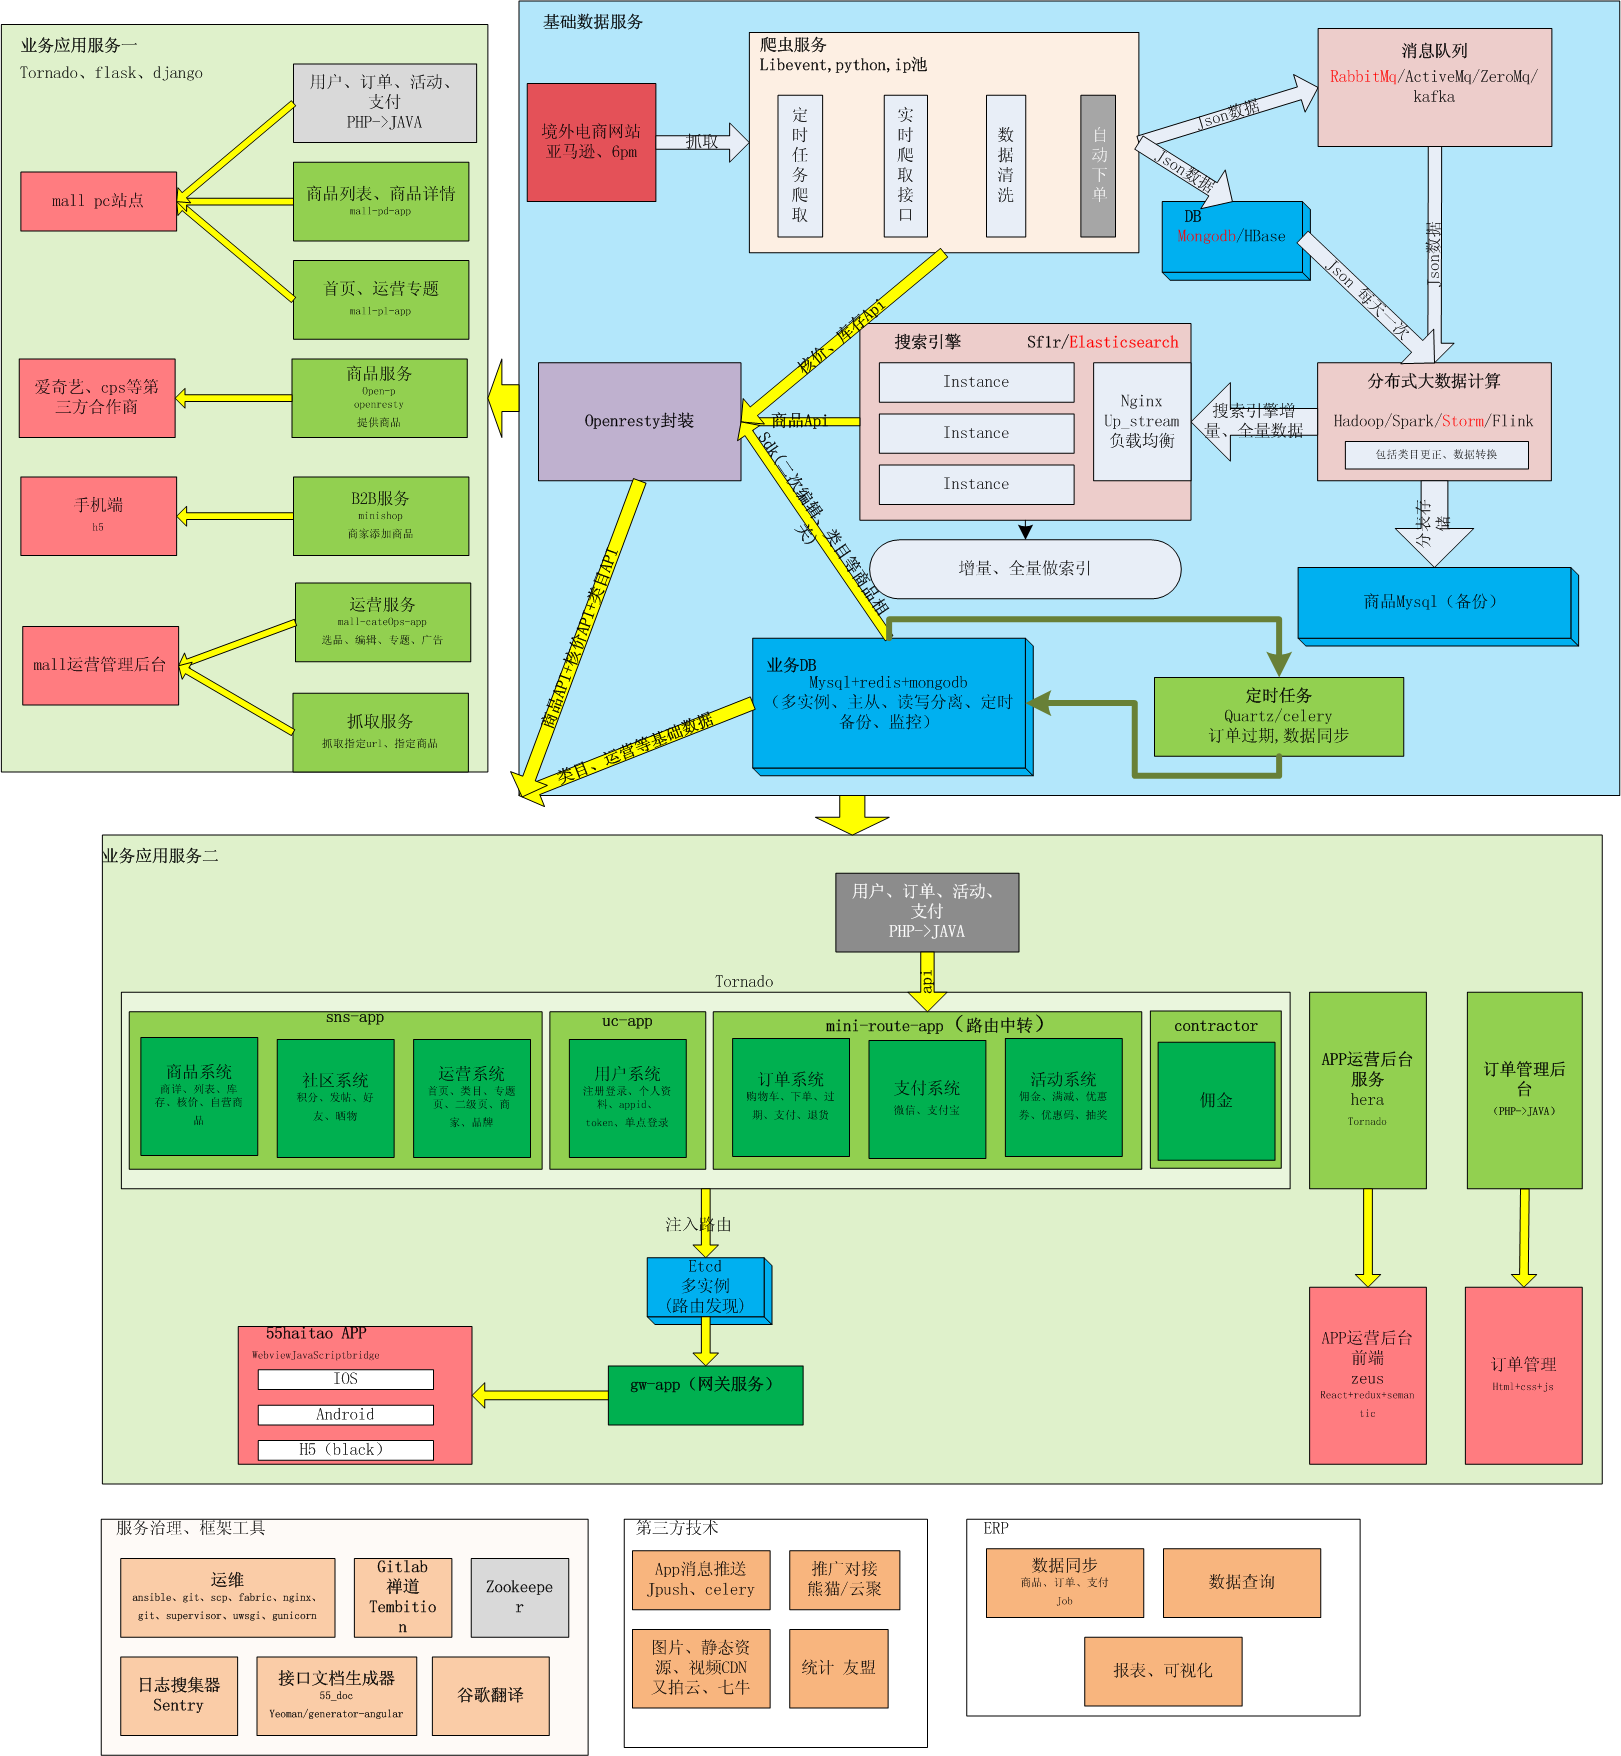 业务应用服务一
Tornado、flask、django
用户、订单、活动、
支付
PHP->JAVA
mall pc站点
商品列表、商品详情
mall-pd-app
首页、运营专题
mall-pl-app
爱奇艺、cps等第
三方合作商
商品服务
Open-p
openresty
提供商品
手机端
h5
B2B服务
minishop
商家添加商品
运营服务
mall-cateOps-app
选品、编辑、专题、广告
mall运营管理后台
抓取服务
抓取指定url、指定商品
基础数据服务
境外电商网站
亚马逊、6pm
抓取
爬虫服务
Libevent,python,ip池
定时任务爬取
实时爬取接口
数据清洗
自动下单
Json数据
Json数据
消息队列
RabbitMq/ActiveMq/ZeroMq/
kafka
DB
Mongodb/HBase
Json 每天一次
Json数据
核价、库存Api
搜索引擎
Sf1r/Elasticsearch
Instance
Instance
Instance
Nginx
Up_stream
负载均衡
搜索引擎增
量、全量数据
分布式大数据计算
Hadoop/Spark/Storm/Flink
包括类目更正、数据转换
Openresty封装
商品Api
Sdk(二次编辑、类目等商品相
关)
增量、全量做索引
分表存
储
商品Mysql（备份）
商品API+核价API+类目API
业务DB
Mysql+redis+mongodb
（多实例、主从、读写分离、定时
备份、监控）
类目、运营等基础数据
定时任务
Quartz/celery
订单过期,数据同步
业务应用服务二
用户、订单、活动、
支付
PHP->JAVA
api
Tornado
sns-app
商品系统
商详、列表、库
存、核价、自营商
品
社区系统
积分、发帖、好
友、晒物
运营系统
首页、类目、专题
页、二级页、商
家、品牌
uc-app
用户系统
注册登录、个人资
料、appid、
token、单点登录
mini-route-app（路由中转）
订单系统
购物车、下单、过
期、支付、退货
支付系统
微信、支付宝
活动系统
佣金、满减、优惠
券、优惠码、抽奖
contractor
佣金
APP运营后台
服务
hera
Tornado
订单管理后
台
（PHP->JAVA）
注入路由
Etcd
多实例
(路由发现)
gw-app（网关服务）
55haitao APP
WebviewJavaScriptbridge
IOS
Android
H5（black）
APP运营后台
前端
zeus
React+redux+seman
tic
订单管理
Html+css+js
服务治理、框架工具
运维
ansible、git、scp、fabric、nginx、
git、supervisor、uwsgi、gunicorn
Gitlab
禅道
Tembitio
n
Zookeepe
r
日志搜集器
Sentry
接口文档生成器
55_doc
Yeoman/generator-angular
谷歌翻译
第三方技术
App消息推送
Jpush、celery
推广对接
熊猫/云聚
图片、静态资
源、视频CDN
又拍云、七牛
统计 友盟
ERP
数据同步
商品、订单、支付
Job
数据查询
报表、可视化